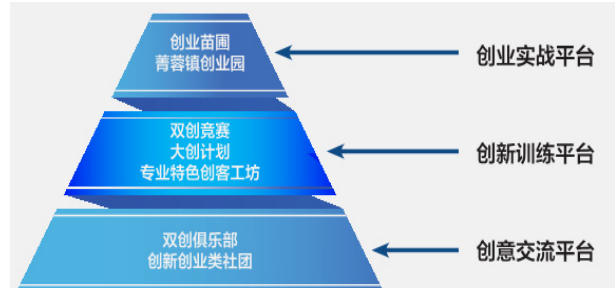 创业苗圃
菁蓉镇创业园
创业实战平台
双创竞赛
大创计划
专业特色创客工坊
创新训练平台
双创俱乐部
创新创业类社团
创意交流平台